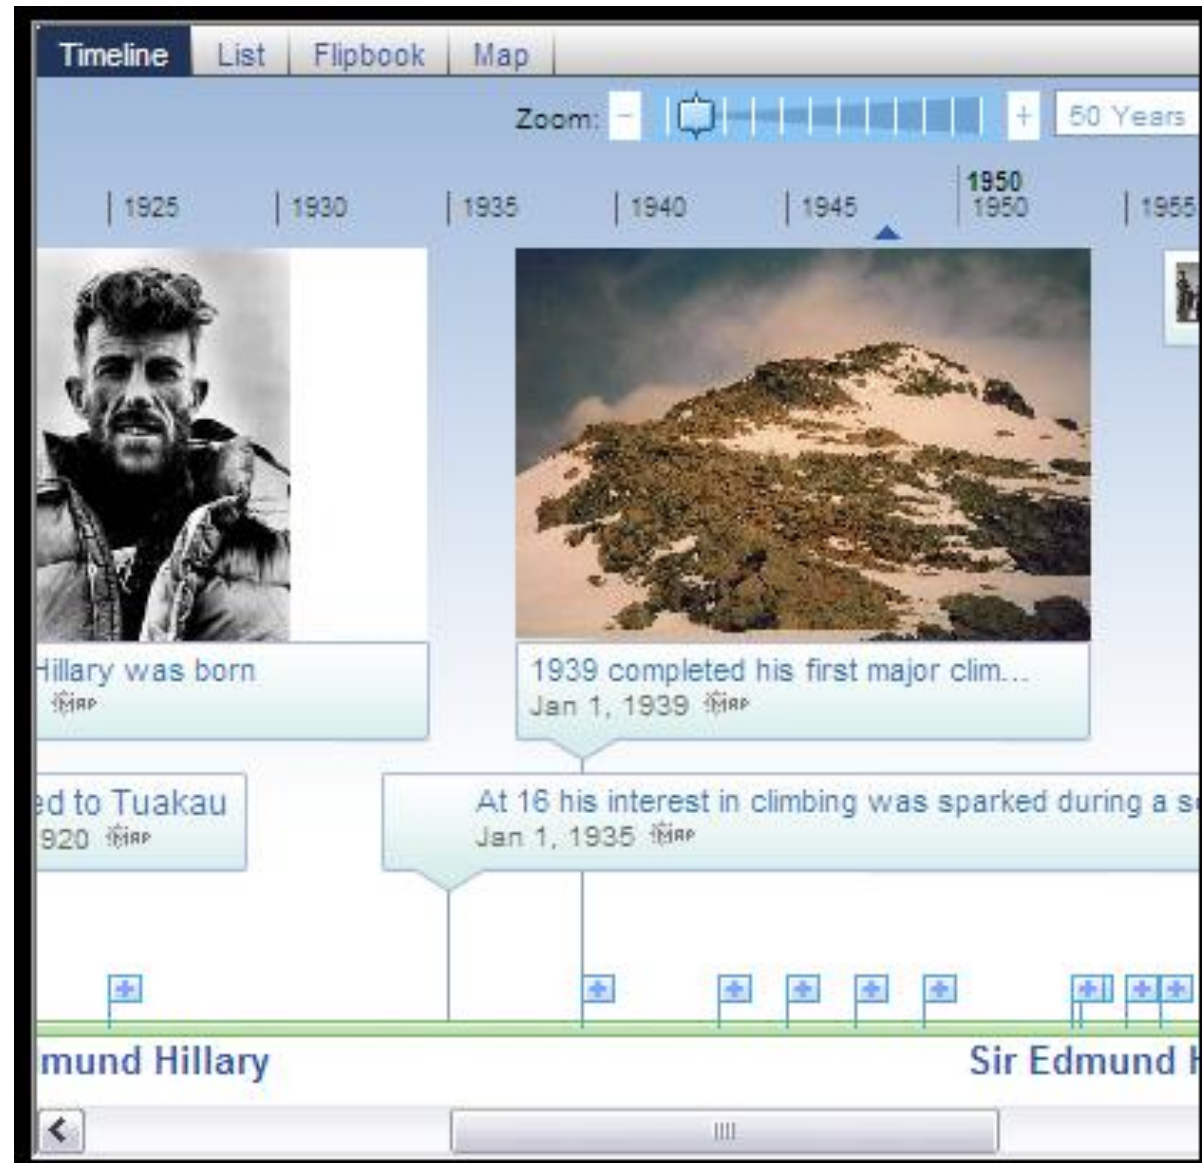 Timeline List Flipbook Map
Zoom: - + 50 Years
1950
1925 1930 1935 1940 1945 1950 1955
Hillary was born
MAP
1939 completed his first major clim...
Jan 1, 1939 MAP
ed to Tuakau
920 MAP
At 16 his interest in climbing was sparked during a s
Jan 1, 1935 MAP
mund Hillary
Sir Edmund H